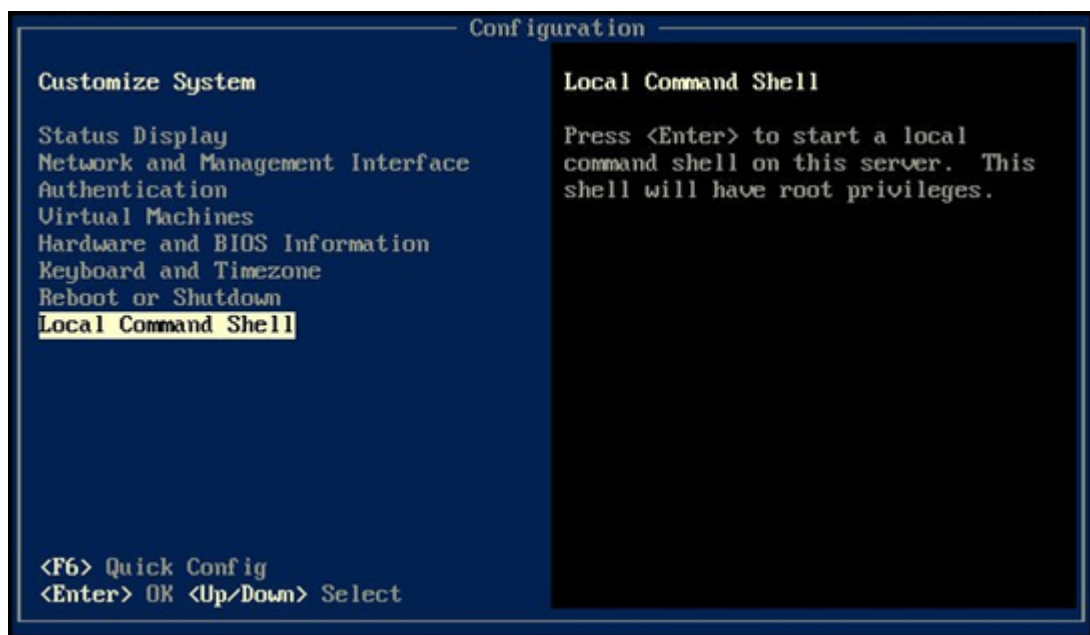 Configuration
Customize System
Status Display
Network and Management Interface
Authentication
Virtual Machines
Hardware and BIOS Information
Keyboard and Timezone
Reboot or Shutdown
Local Command Shell
<F6> Quick Config
<Enter> OK <Up/Down> Select
Local Command Shell
Press <Enter> to start a local
command shell on this server.  This
shell will have root privileges.